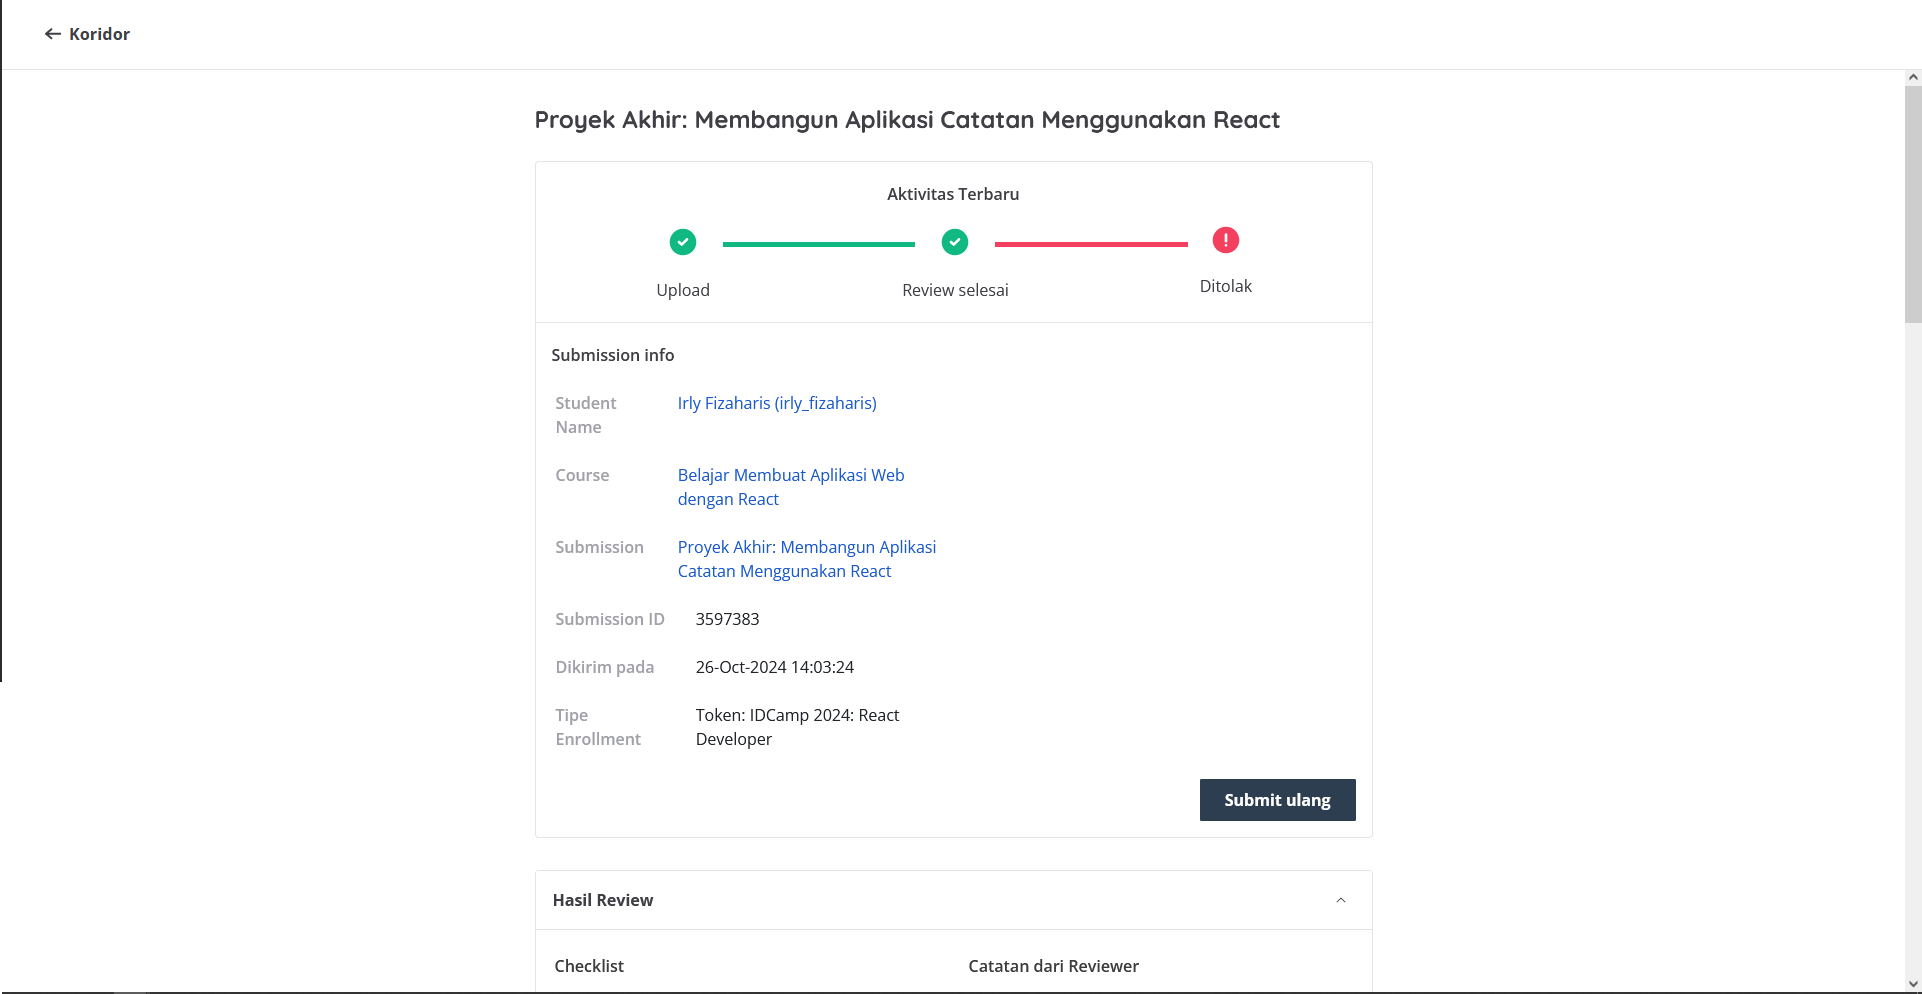 Koridor
Proyek Akhir: Membangun Aplikasi Catatan Menggunakan React
Aktivitas Terbaru
Upload
Review selesai
Ditolak
Submission info
Student
Name
Irly Fizaharis (irly_fizaharis)
Course
Belajar Membuat Aplikasi Web
dengan React
Submission
Proyek Akhir: Membangun Aplikasi
Catatan Menggunakan React
Submission ID
3597383
Dikirim pada
26-Oct-2024 14:03:24
Tipe
Enrollment
Token: IDCamp 2024: React
Developer
Submit ulang
Hasil Review
Checklist
Catatan dari Reviewer